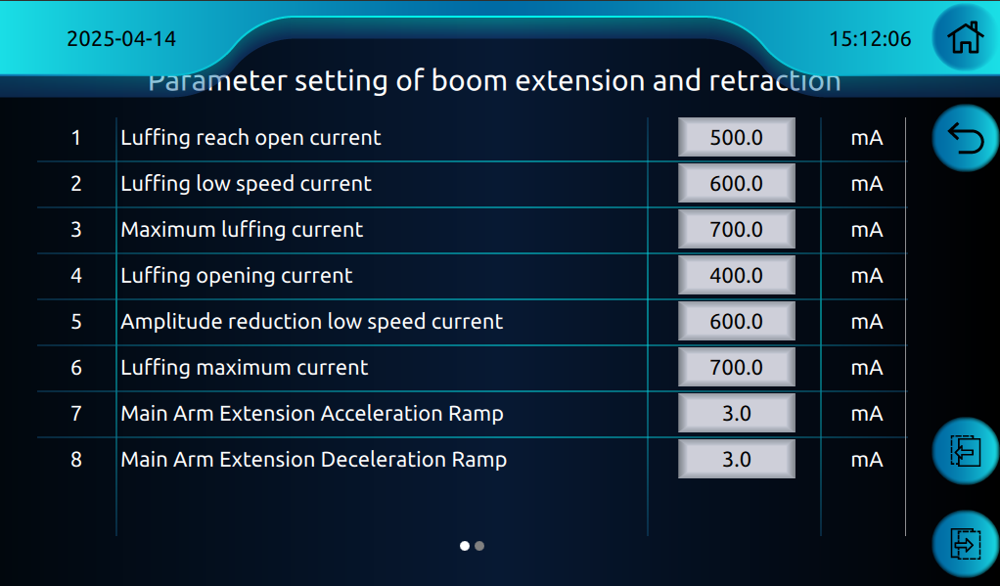 2025-04-14
15:12:06
Parameter setting of boom extension and retraction
1 Luffing reach open current 500.0 mA
2 Luffing low speed current 600.0 mA
3 Maximum luffing current 700.0 mA
4 Luffing opening current 400.0 mA
5 Amplitude reduction low speed current 600.0 mA
6 Luffing maximum current 700.0 mA
7 Main Arm Extension Acceleration Ramp 3.0 mA
8 Main Arm Extension Deceleration Ramp 3.0 mA